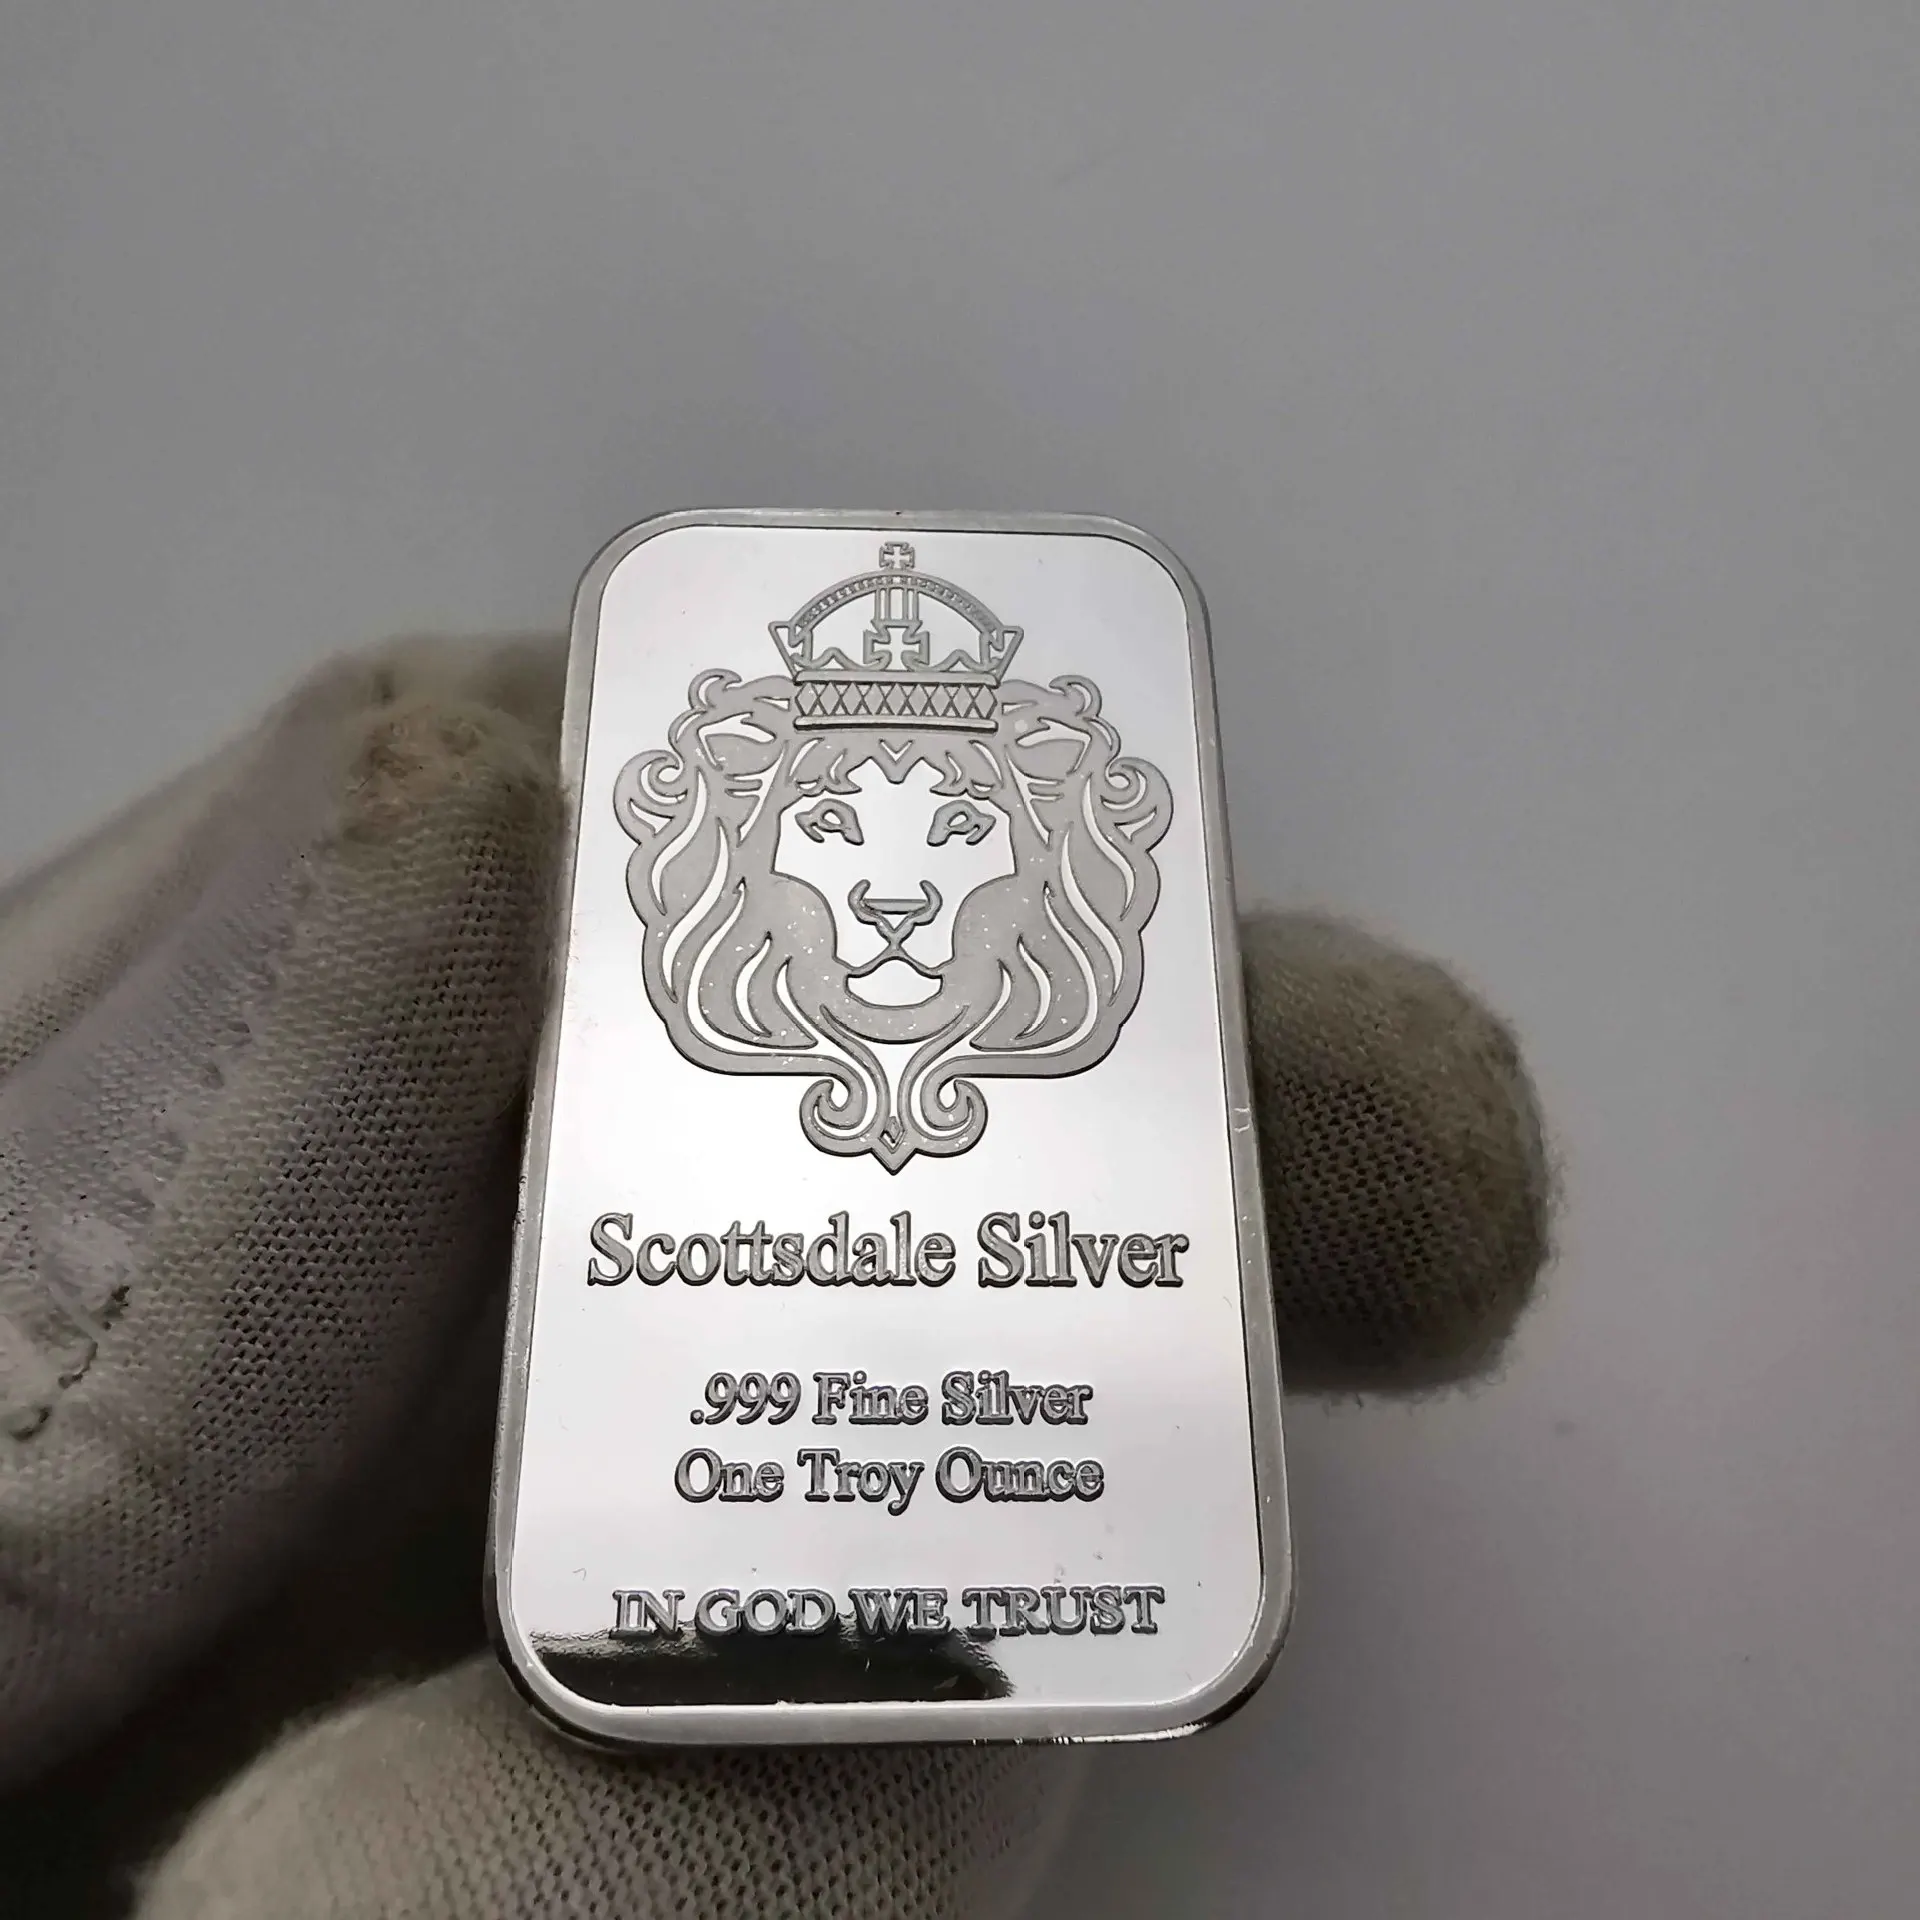 Scottsdale Silver
.999 Fine Silver
One Troy Ounce
IN GOD WE TRUST